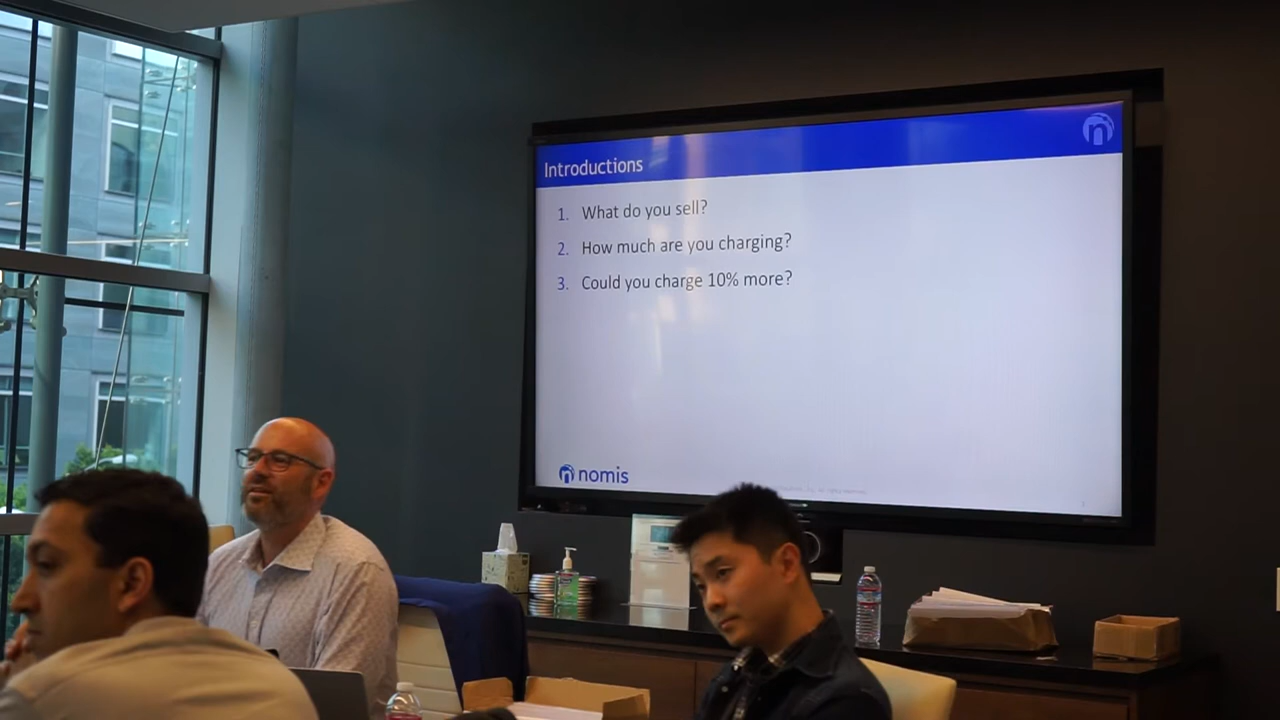 Introductions
1. What do you sell?
2. How much are you charging?
3. Could you charge 10% more?
nomis